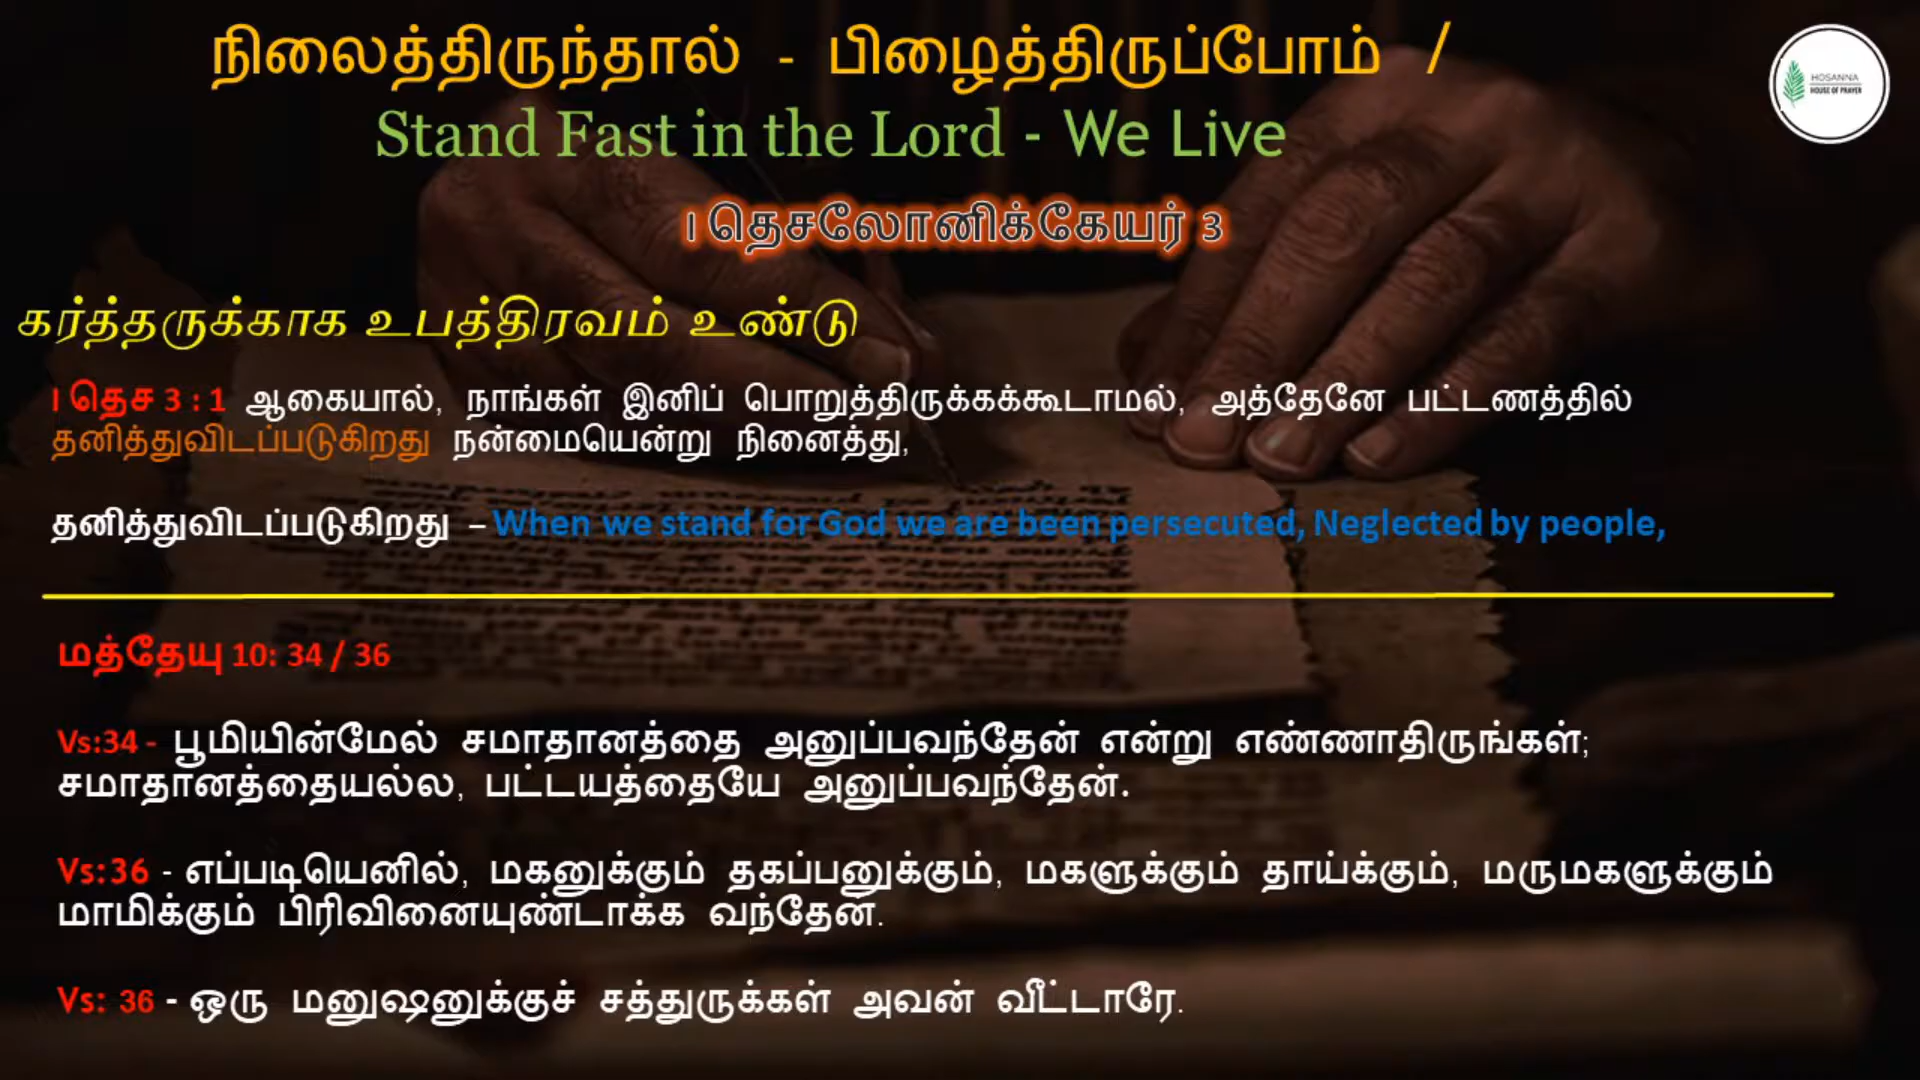 நிலைத்திருந்தால் - பிழைத்திருப்போம் /
Stand Fast in the Lord - We Live
HOSANNA
HOUSE OF PRAYER
I தெசலோனிக்கேயர் 3
கர்த்தருக்காக உபத்திரவம் உண்டு
I தெச 3 : 1 ஆகையால், நாங்கள் இனிப் பொறுத்திருக்கக்கூடாமல், அத்தேனே பட்டணத்தில்
தனித்துவிடப்படுகிறது நன்மையென்று நினைத்து,
தனித்துவிடப்படுகிறது – When we stand for God we are been persecuted, Neglected by people,
மத்தேயு 10: 34 / 36
Vs:34 - பூமியின்மேல் சமாதானத்தை அனுப்பவந்தேன் என்று எண்ணாதிருங்கள்;
சமாதானத்தையல்ல, பட்டயத்தையே அனுப்பவந்தேன்.
Vs:36 - எப்படியெனில், மகனுக்கும் தகப்பனுக்கும், மகளுக்கும் தாய்க்கும், மருமகளுக்கும்
மாமிக்கும் பிரிவினையுண்டாக்க வந்தேன்.
Vs: 36 - ஒரு மனுஷனுக்குச் சத்துருக்கள் அவன் வீட்டாரே.